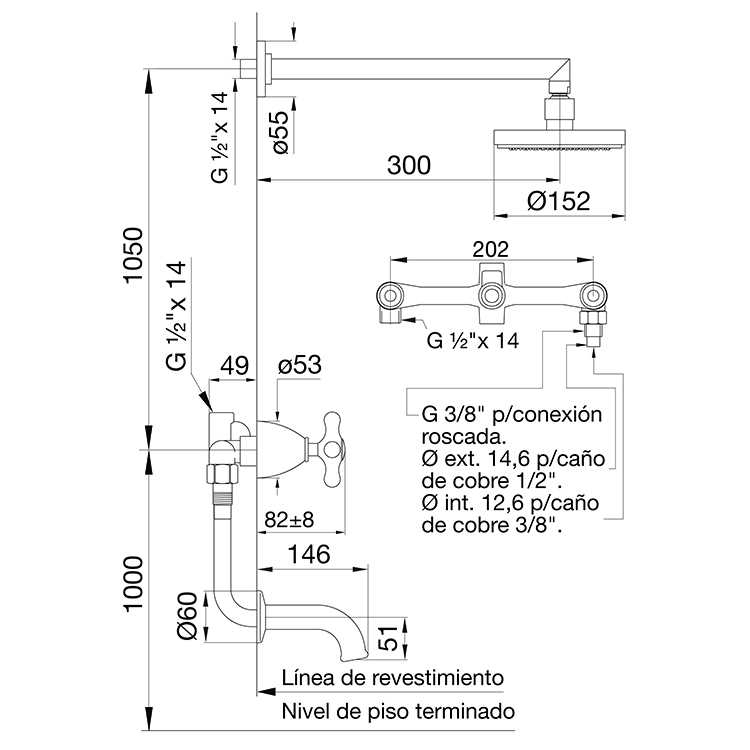 G ½"x 14
ø55
300
Ø152
1050
202
G ½"x 14
G ½"x 14
49
ø53
G 3/8" p/conexión
roscada.
Ø ext. 14,6 p/caño
de cobre 1/2".
Ø int. 12,6 p/caño
de cobre 3/8".
82±8
146
1000
Ø60
51
Línea de revestimiento
Nivel de piso terminado